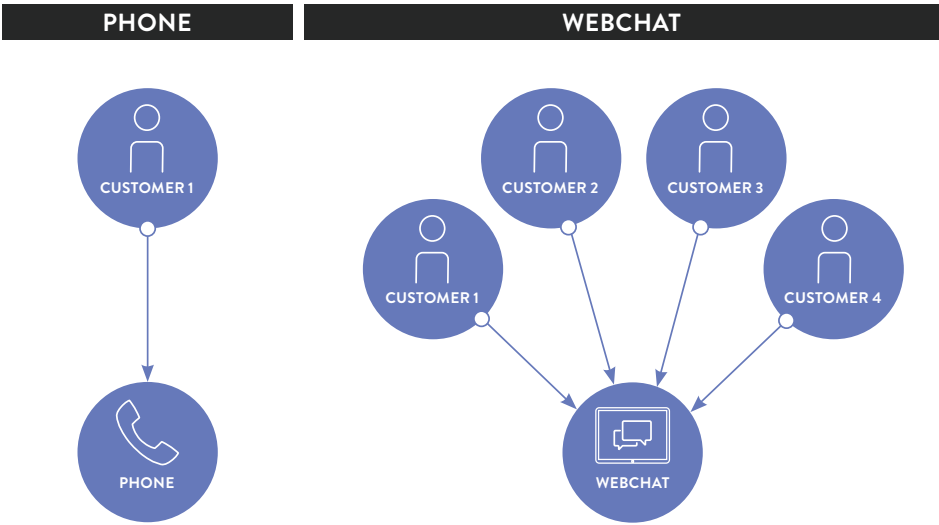 PHONE
WEBCHAT
CUSTOMER 1
CUSTOMER 2
CUSTOMER 3
CUSTOMER 1
CUSTOMER 4
PHONE
WEBCHAT